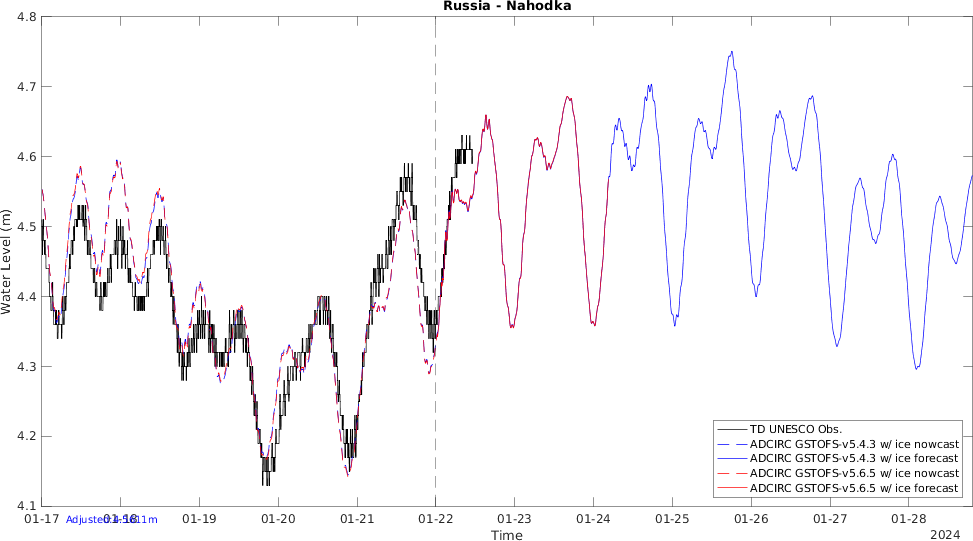 Russia - Nahodka
4.8
4.7
4.6
4.5
4.4
4.3
4.2
4.1
Water Level (m)
TD UNESCO Obs.
ADCIRC GSTOFS-v5.4.3 w/ ice nowcast
ADCIRC GSTOFS-v5.4.3 w/ ice forecast
ADCIRC GSTOFS-v5.6.5 w/ ice nowcast
ADCIRC GSTOFS-v5.6.5 w/ ice forecast
01-17 01-18 01-19 01-20 01-21 01-22 01-23 01-24 01-25 01-26 01-27 01-28
Adjusted
Time
2024